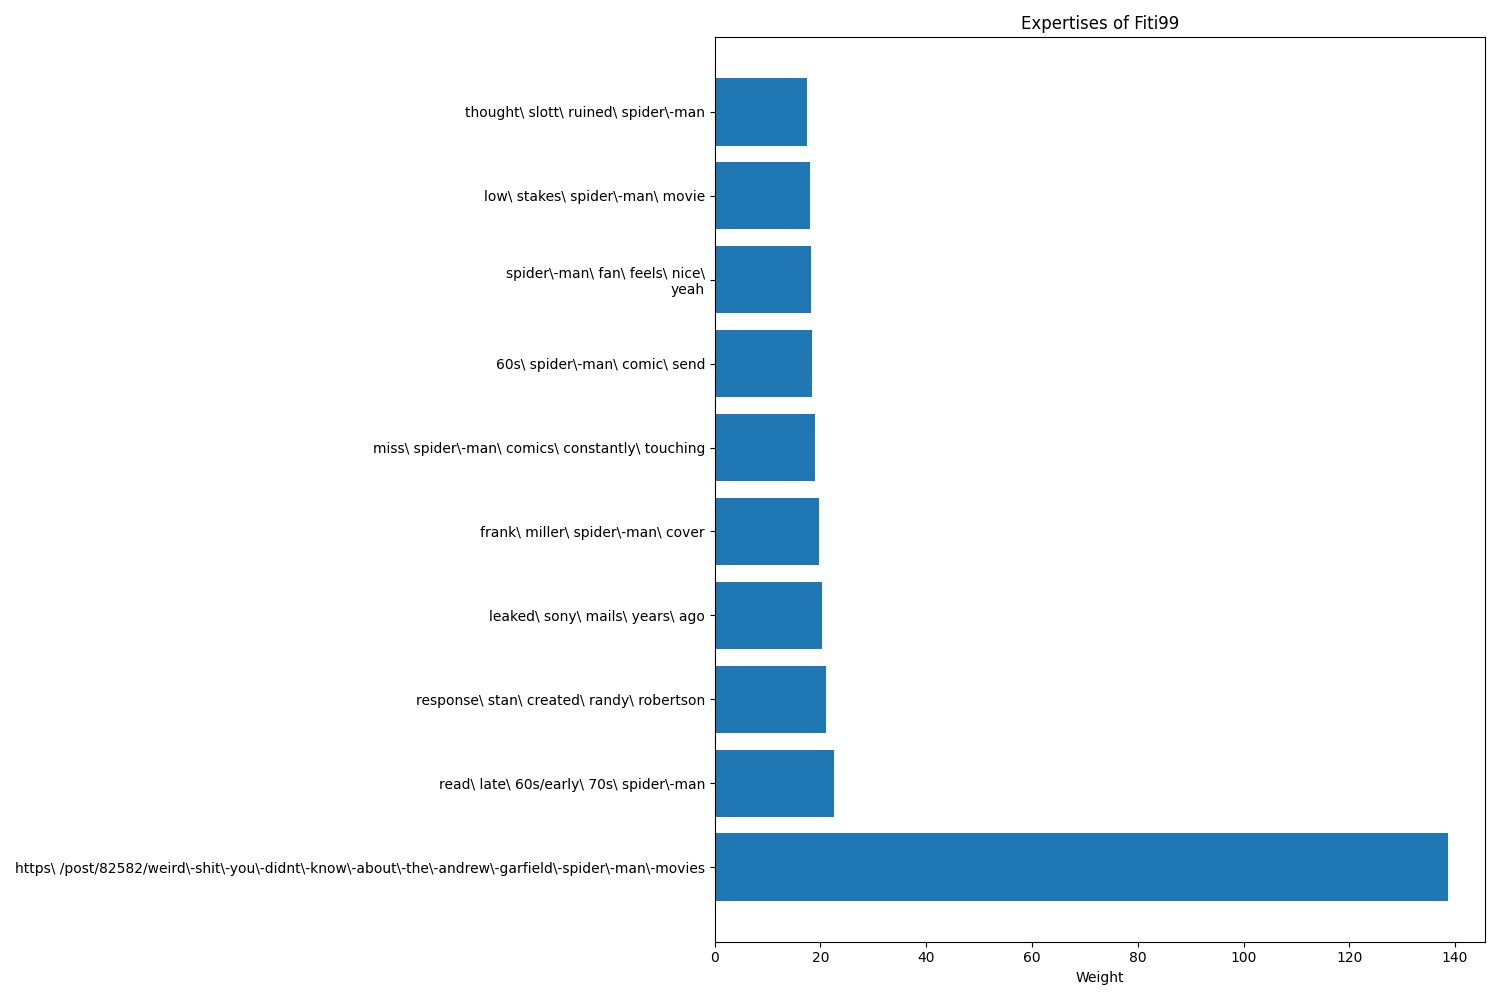 Expertises of Fiti99
thought\ slott\ ruined\ spider\-man
low\ stakes\ spider\-man\ movie
spider\-man\ fan\ feels\ nice\
yeah
60s\ spider\-man\ comic\ send
miss\ spider\-man\ comics\ constantly\ touching
frank\ miller\ spider\-man\ cover
leaked\ sony\ mails\ years\ ago
response\ stan\ created\ randy\ robertson
read\ late\ 60s/early\ 70s\ spider\-man
https\ /post/82582/weird\-shit\-you\-didnt\-know\-about\-the\-andrew\-garfield\-spider\-man\-movies
0 20 40 60 80 100 120 140
Weight